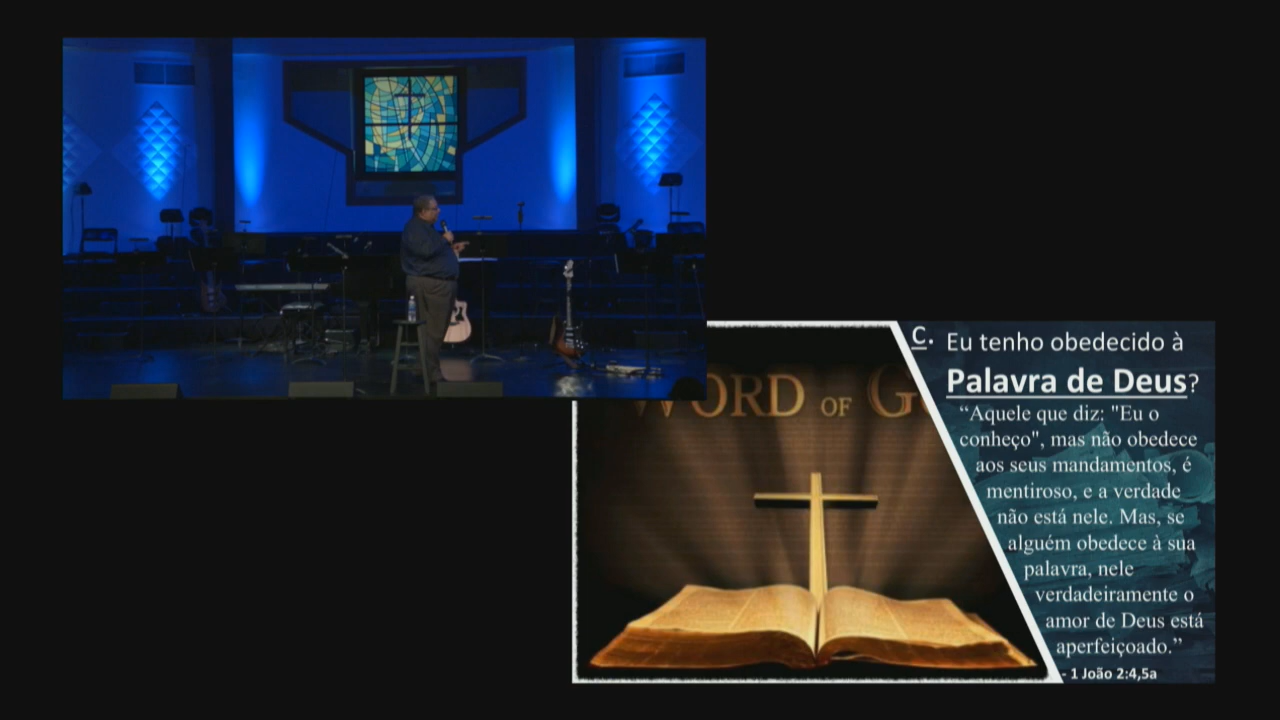 WORD OF
C. Eu tenho obedecido à
Palavra de Deus?
“Aquele que diz: "Eu o
conheço", mas não obedece
aos seus mandamentos, é
mentiroso, e a verdade
não está nele. Mas, se
alguém obedece à sua
palavra, nele
verdadeiramente o
amor de Deus está
aperfeiçoado.”
- 1 João 2:4,5a